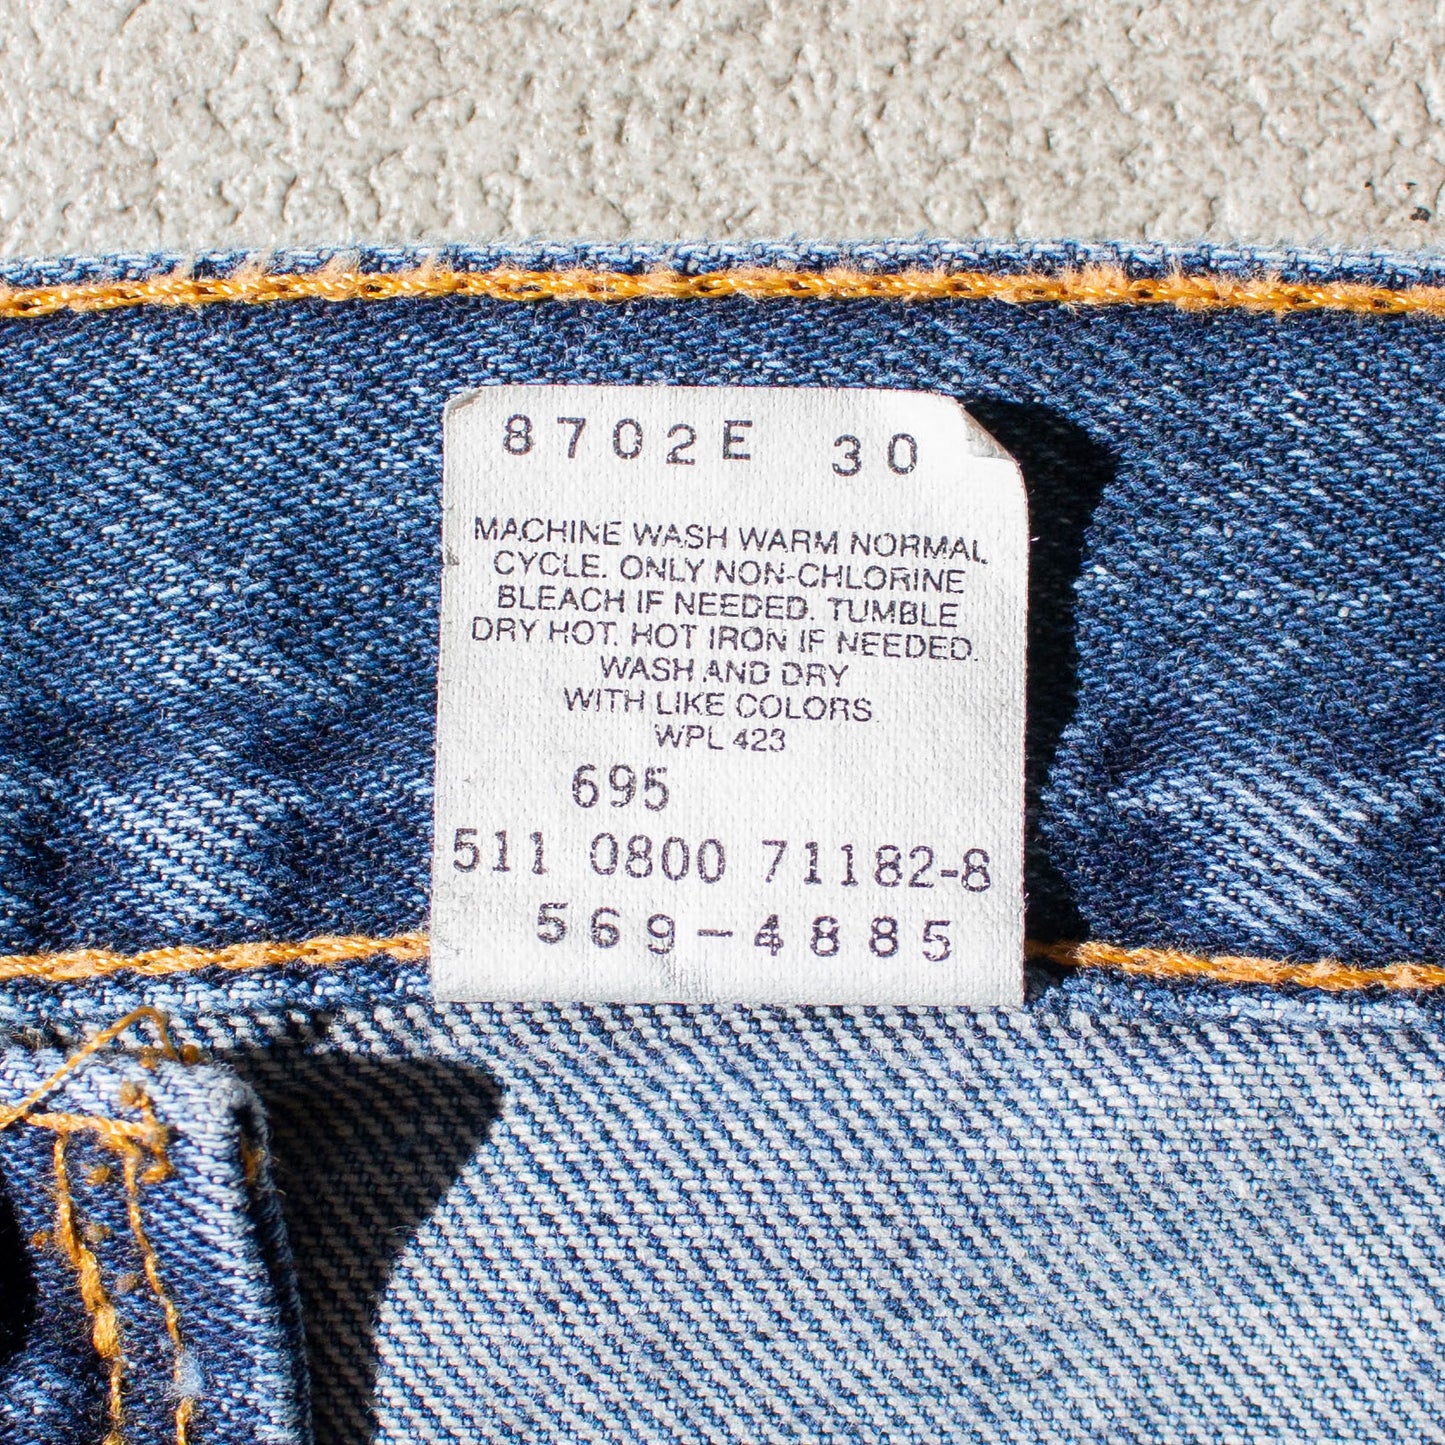 8702E 30
MACHINE WASH WARM NORMAL
CYCLE. ONLY NON-CHLORINE
BLEACH IF NEEDED. TUMBLE
DRY HOT. HOT IRON IF NEEDED.
WASH AND DRY
WITH LIKE COLORS
WPL 423
695
511 0800 71182-8
569-4885